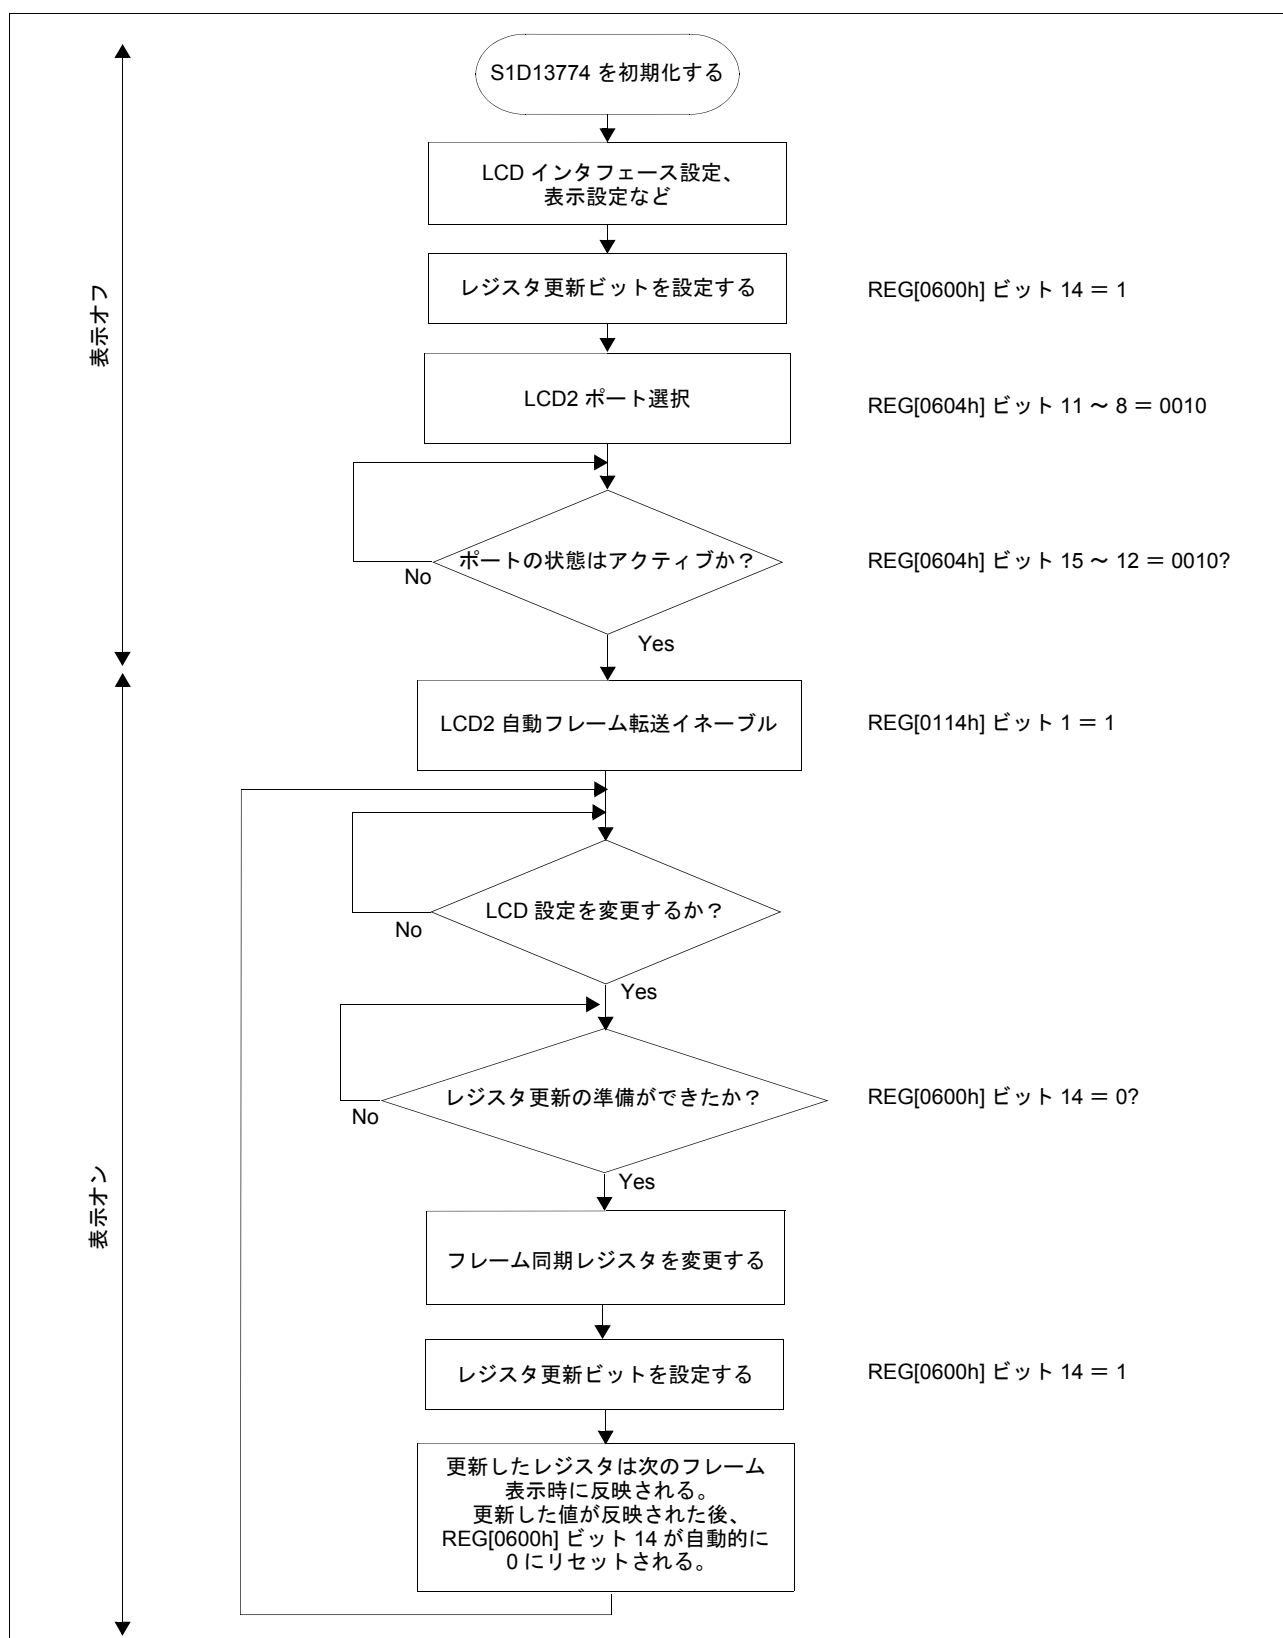 S1D13774 を初期化する
LCD インタフェース設定、
表示設定など
レジスタ更新ビットを設定する
REG[0600h] ビット 14 ＝ 1
表示オフ
LCD2 ポート選択
REG[0604h] ビット 11 ～ 8 ＝ 0010
ポートの状態はアクティブか？
REG[0604h] ビット 15 ～ 12 ＝ 0010?
No
Yes
LCD2 自動フレーム転送イネーブル
REG[0114h] ビット 1 ＝ 1
LCD 設定を変更するか？
No
Yes
レジスタ更新の準備ができたか？
REG[0600h] ビット 14 ＝ 0?
No
Yes
表示オン
フレーム同期レジスタを変更する
レジスタ更新ビットを設定する
REG[0600h] ビット 14 ＝ 1
更新したレジスタは次のフレーム
表示時に反映される。
更新した値が反映された後、
REG[0600h] ビット 14 が自動的に
0 にリセットされる。